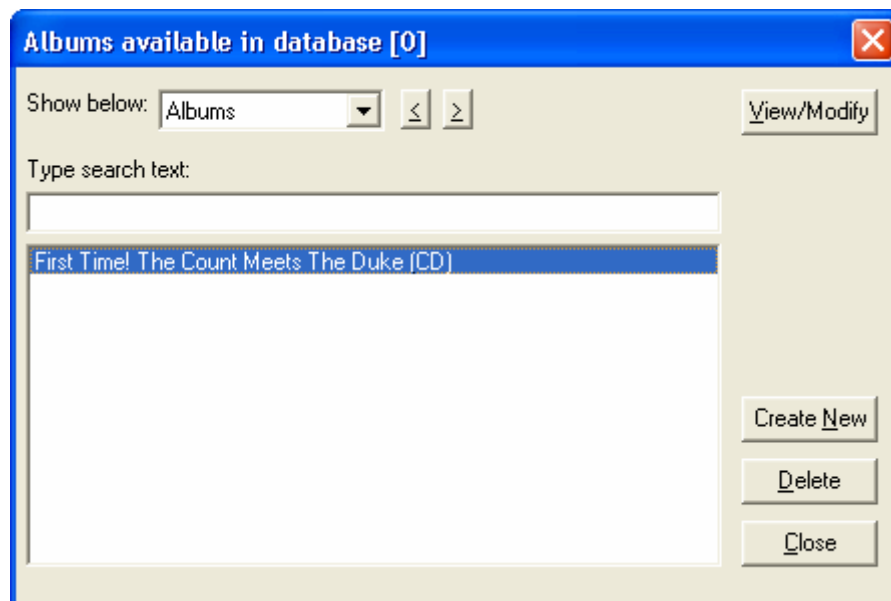 Albums available in database [0]
Show below: Albums < > View/Modify
Type search text:
First Time! The Count Meets The Duke (CD)
Create New
Delete
Close